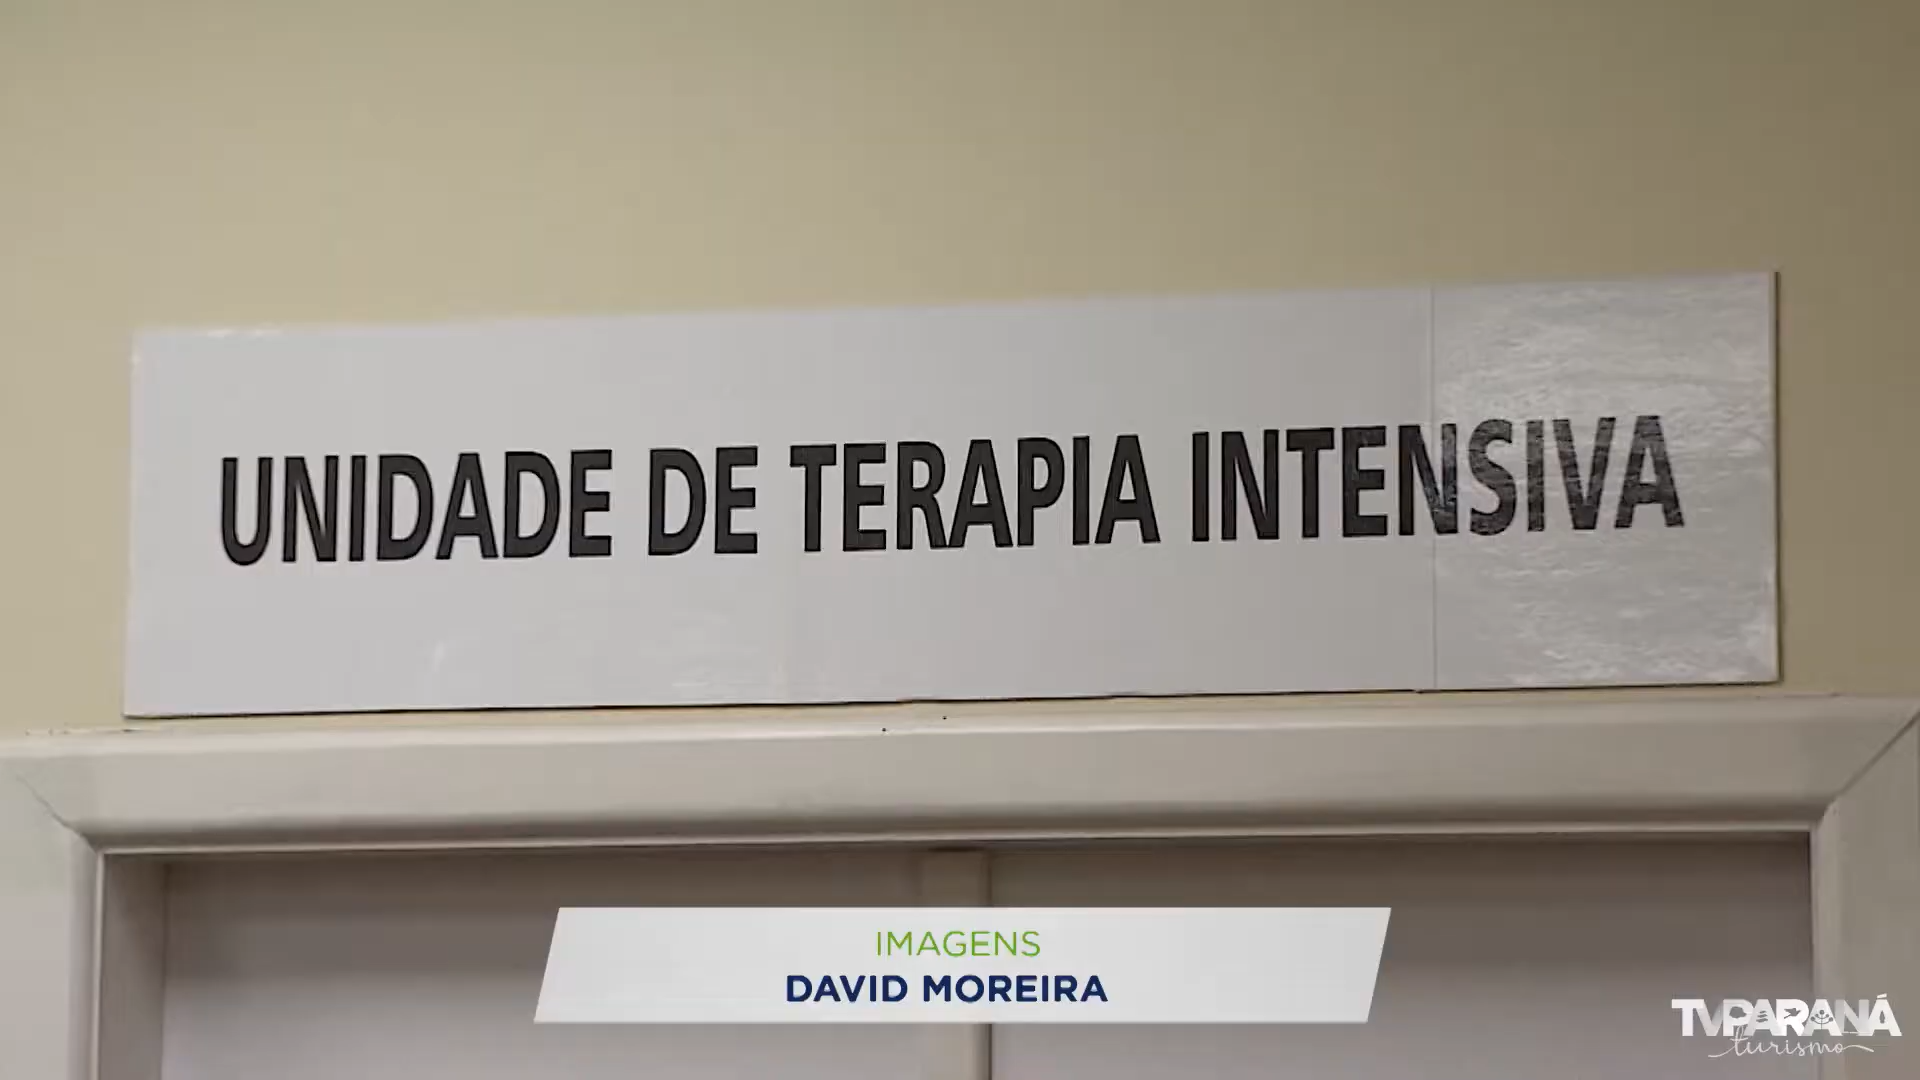 UNIDADE DE TERAPIA INTENSIVA
IMAGENS
DAVID MOREIRA
TVPARANÁ
turismo